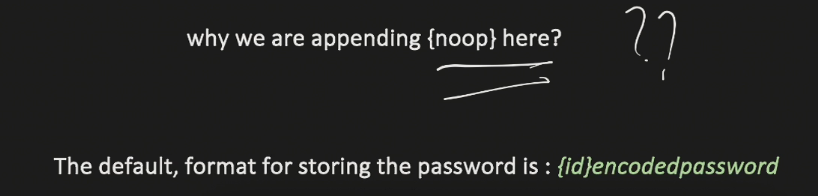 why we are appending {noop} here? ??
The default, format for storing the password is : {id}encodedpassword